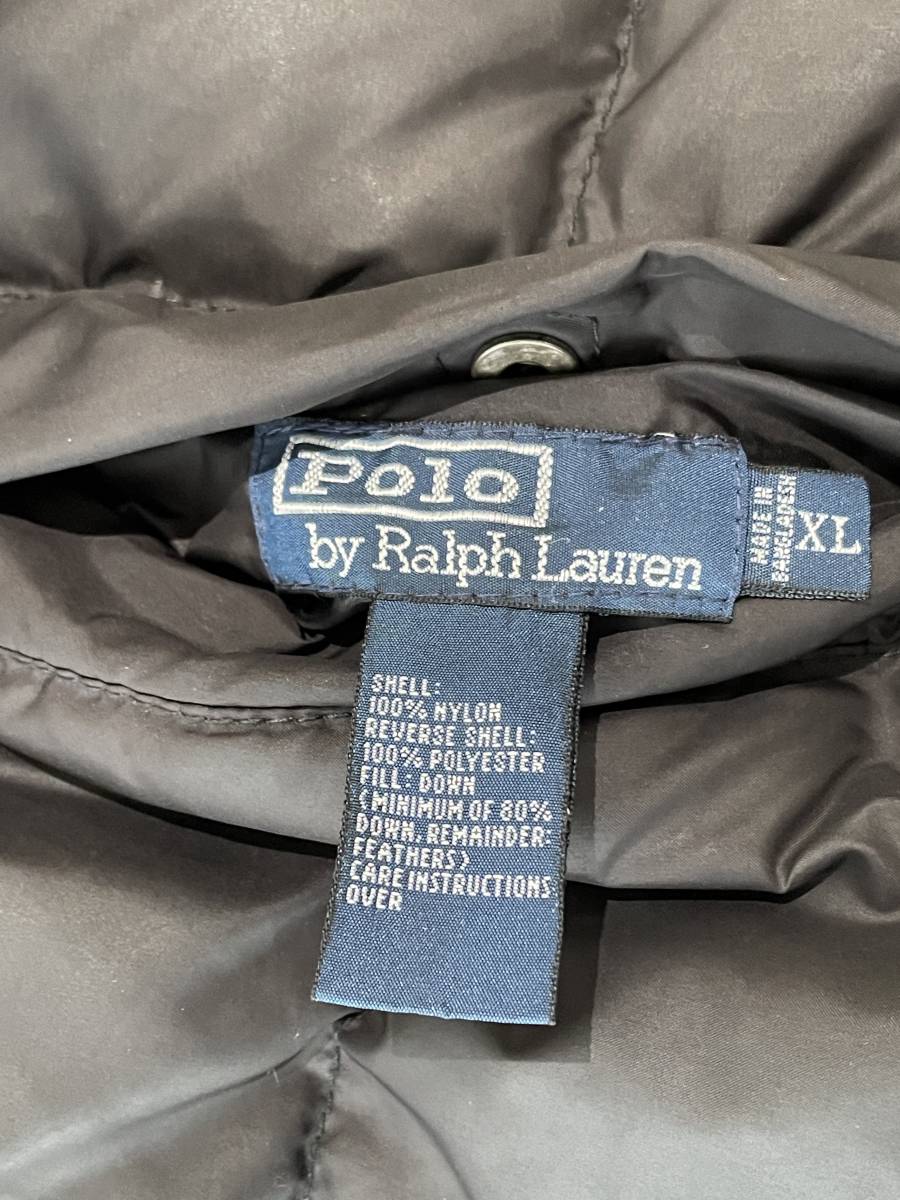 Polo
by Ralph Lauren
MADE IN
BANGLADESH
XL
SHELL:
100% NYLON
REVERSE SHELL:
100% POLYESTER
FILL: DOWN
(MINIMUM OF 80%
DOWN, REMAINDER:
FEATHERS)
CARE INSTRUCTIONS
OVER